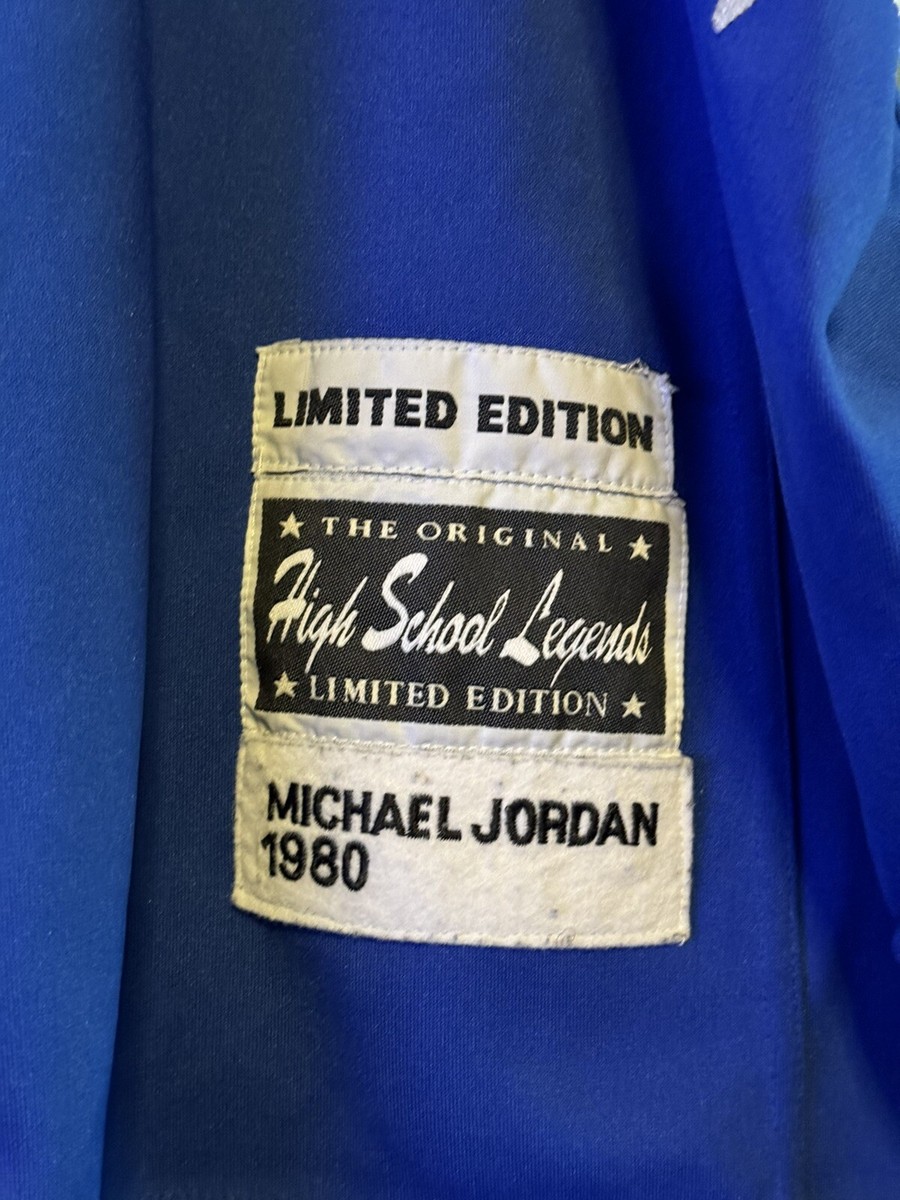 LIMITED EDITION
THE ORIGINAL
High School Legends
LIMITED EDITION
MICHAEL JORDAN
1980